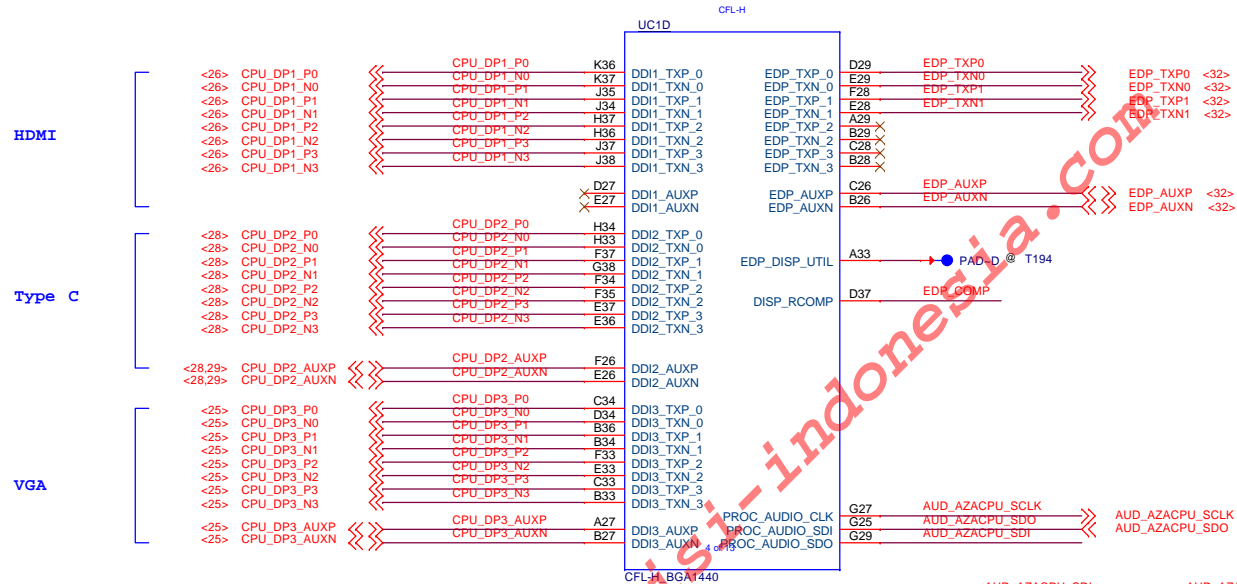 CFL-H
UC1D
HDMI
<26> CPU_DP1_P0 CPU_DP1_P0 K36 DDI1_TXP_0
<26> CPU_DP1_N0 CPU_DP1_N0 K37 DDI1_TXN_0
<26> CPU_DP1_P1 CPU_DP1_P1 J35 DDI1_TXP_1
<26> CPU_DP1_N1 CPU_DP1_N1 J34 DDI1_TXN_1
<26> CPU_DP1_P2 CPU_DP1_P2 H37 DDI1_TXP_2
<26> CPU_DP1_N2 CPU_DP1_N2 H36 DDI1_TXN_2
<26> CPU_DP1_P3 CPU_DP1_P3 J37 DDI1_TXP_3
<26> CPU_DP1_N3 CPU_DP1_N3 J38 DDI1_TXN_3
D27 DDI1_AUXP
E27 DDI1_AUXN
Type C
<28> CPU_DP2_P0 CPU_DP2_P0 H34 DDI2_TXP_0
<28> CPU_DP2_N0 CPU_DP2_N0 H33 DDI2_TXN_0
<28> CPU_DP2_P1 CPU_DP2_P1 F37 DDI2_TXP_1
<28> CPU_DP2_N1 CPU_DP2_N1 G38 DDI2_TXN_1
<28> CPU_DP2_P2 CPU_DP2_P2 F34 DDI2_TXP_2
<28> CPU_DP2_N2 CPU_DP2_N2 F35 DDI2_TXN_2
<28> CPU_DP2_P3 CPU_DP2_P3 E37 DDI2_TXP_3
<28> CPU_DP2_N3 CPU_DP2_N3 E36 DDI2_TXN_3
<28,29> CPU_DP2_AUXP CPU_DP2_AUXP F26 DDI2_AUXP
<28,29> CPU_DP2_AUXN CPU_DP2_AUXN E26 DDI2_AUXN
VGA
<25> CPU_DP3_P0 CPU_DP3_P0 C34 DDI3_TXP_0
<25> CPU_DP3_N0 CPU_DP3_N0 D34 DDI3_TXN_0
<25> CPU_DP3_P1 CPU_DP3_P1 B36 DDI3_TXP_1
<25> CPU_DP3_N1 CPU_DP3_N1 B34 DDI3_TXN_1
<25> CPU_DP3_P2 CPU_DP3_P2 F33 DDI3_TXP_2
<25> CPU_DP3_N2 CPU_DP3_N2 E33 DDI3_TXN_2
<25> CPU_DP3_P3 CPU_DP3_P3 C33 DDI3_TXP_3
<25> CPU_DP3_N3 CPU_DP3_N3 B33 DDI3_TXN_3
<25> CPU_DP3_AUXP CPU_DP3_AUXP A27 DDI3_AUXP
<25> CPU_DP3_AUXN CPU_DP3_AUXN B27 DDI3_AUXN
EDP_TXP_0 D29 EDP_TXP0 EDP_TXP0 <32>
EDP_TXN_0 E29 EDP_TXN0 EDP_TXN0 <32>
EDP_TXP_1 F28 EDP_TXP1 EDP_TXP1 <32>
EDP_TXN_1 E28 EDP_TXN1 EDP_TXN1 <32>
EDP_TXP_2 A29
EDP_TXN_2 B29
EDP_TXP_3 C28
EDP_TXN_3 B28
EDP_AUXP C26 EDP_AUXP EDP_AUXP <32>
EDP_AUXN B26 EDP_AUXN EDP_AUXN <32>
EDP_DISP_UTIL A33 PAD~D @ T194
DISP_RCOMP D37 EDP_COMP
PROC_AUDIO_CLK G27 AUD_AZACPU_SCLK AUD_AZACPU_SCLK
PROC_AUDIO_SDI G25 AUD_AZACPU_SDO AUD_AZACPU_SDO
PROC_AUDIO_SDO G29 AUD_AZACPU_SDI
4 of 13
CFL-H_BGA1440
si-indonesia.com